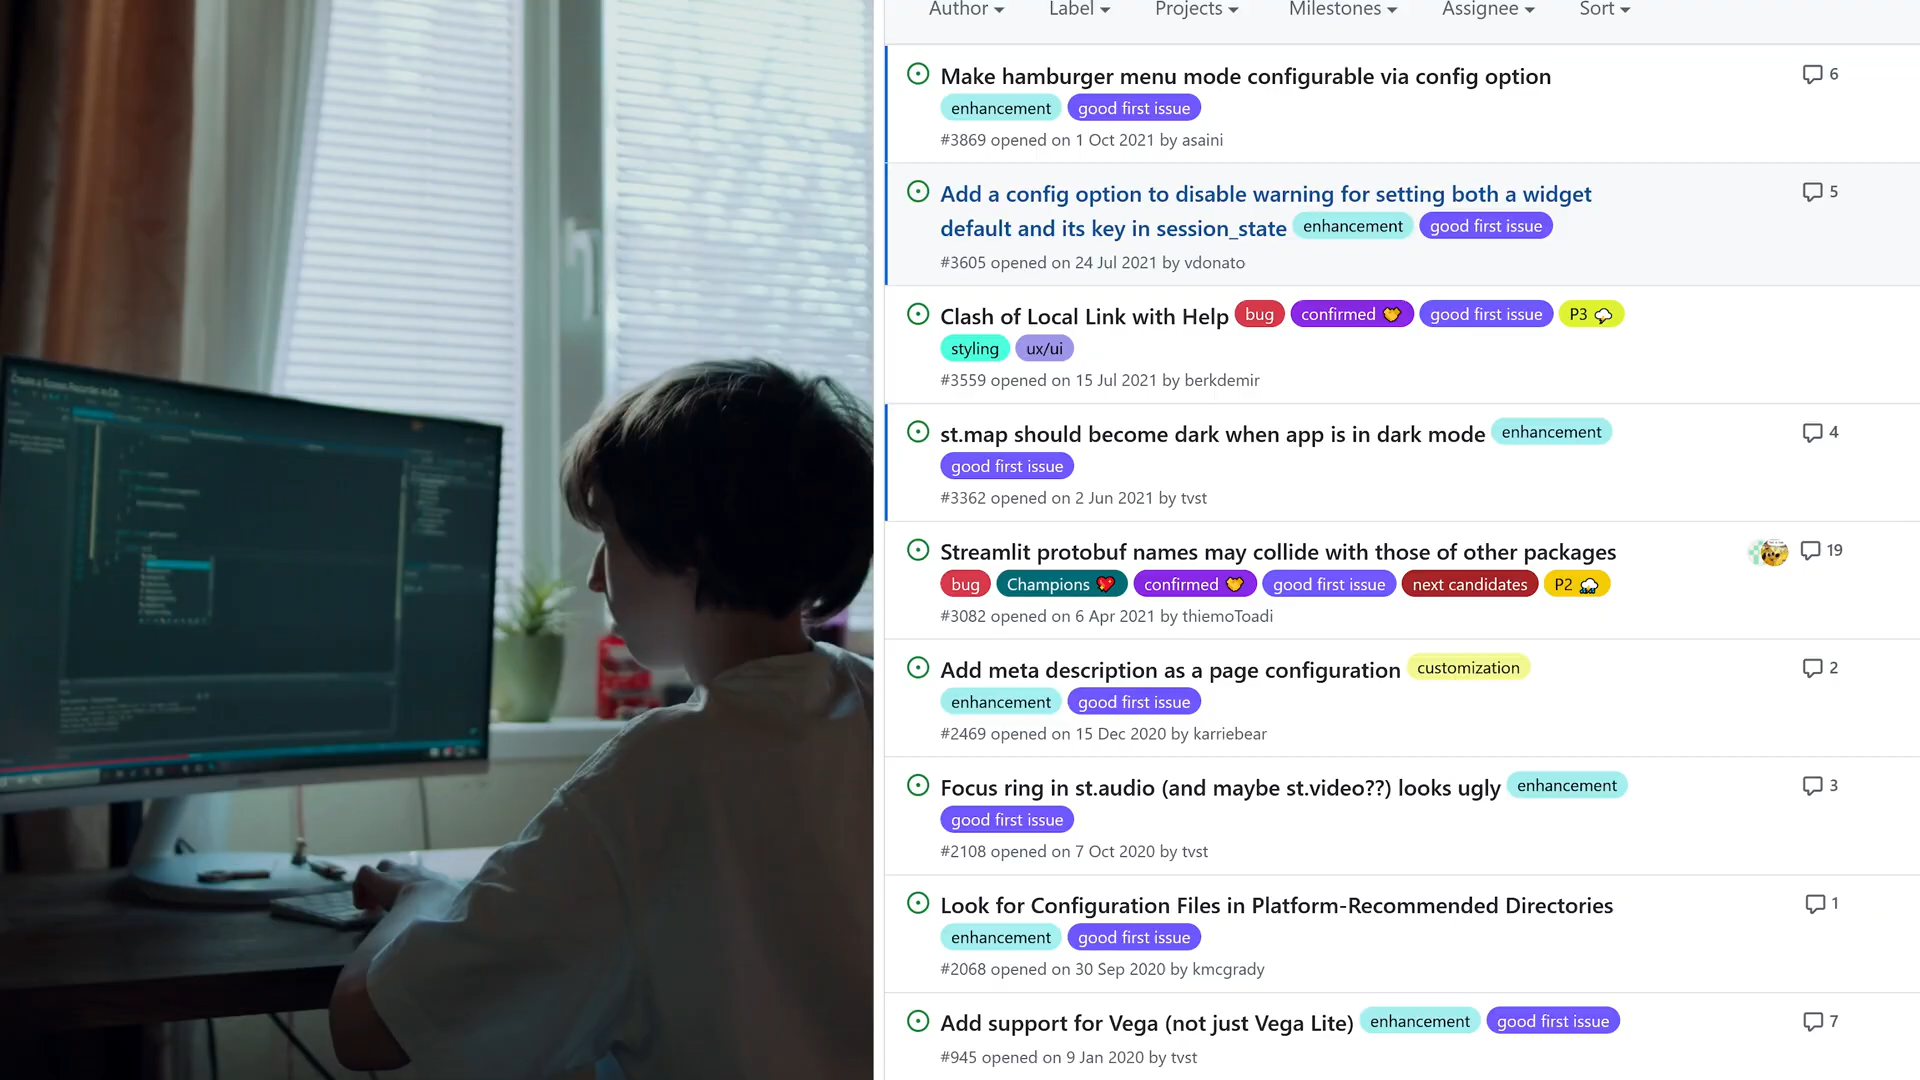 Author Label Projects Milestones Assignee Sort
Make hamburger menu mode configurable via config option 6
enhancement good first issue
#3869 opened on 1 Oct 2021 by asaini
Add a config option to disable warning for setting both a widget 5
default and its key in session_state enhancement good first issue
#3605 opened on 24 Jul 2021 by vdonato
Clash of Local Link with Help bug confirmed good first issue P3
styling ux/ui
#3559 opened on 15 Jul 2021 by berkdemir
st.map should become dark when app is in dark mode enhancement 4
good first issue
#3362 opened on 2 Jun 2021 by tvst
Streamlit protobuf names may collide with those of other packages 19
bug Champions confirmed good first issue next candidates P2
#3082 opened on 6 Apr 2021 by thiemoToadi
Add meta description as a page configuration customization 2
enhancement good first issue
#2469 opened on 15 Dec 2020 by karriebear
Focus ring in st.audio (and maybe st.video??) looks ugly enhancement 3
good first issue
#2108 opened on 7 Oct 2020 by tvst
Look for Configuration Files in Platform-Recommended Directories 1
enhancement good first issue
#2068 opened on 30 Sep 2020 by kmcgrady
Add support for Vega (not just Vega Lite) enhancement good first issue 7
#945 opened on 9 Jan 2020 by tvst